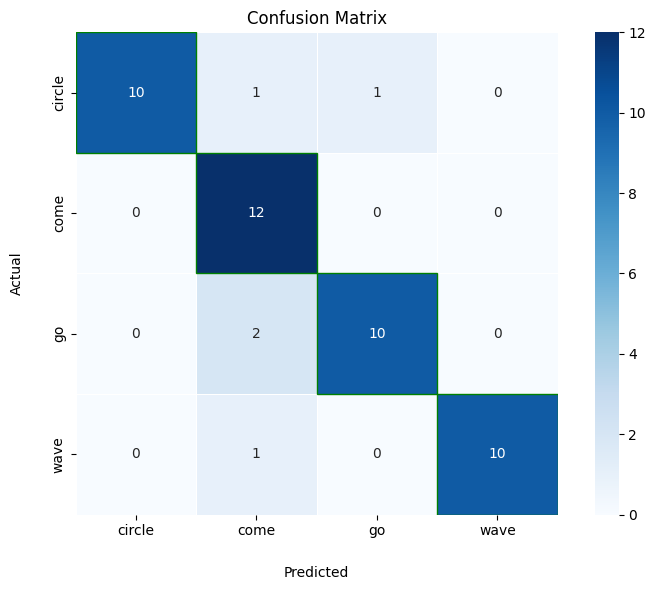 Confusion Matrix
circle 10 1 1 0
come 0 12 0 0
go 0 2 10 0
wave 0 1 0 10
circle come go wave
Predicted
Actual
12
10
8
6
4
2
0